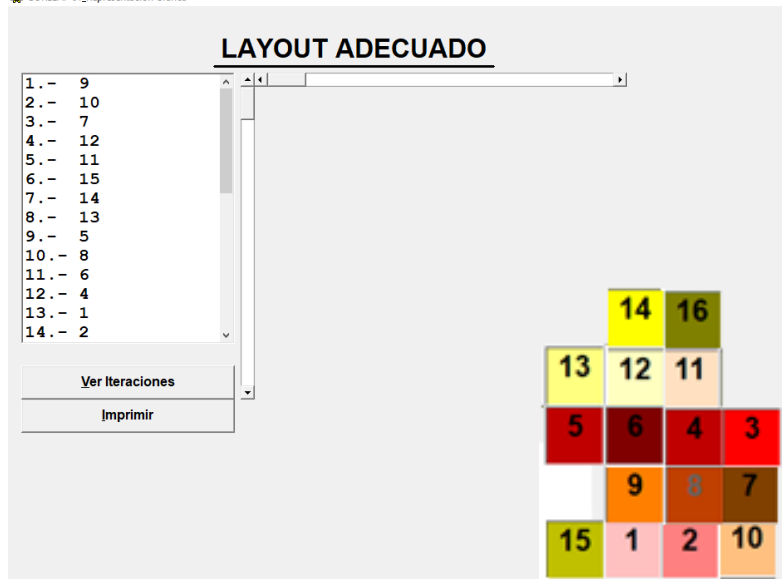 LAYOUT ADECUADO
1.- 9
2.- 10
3.- 7
4.- 12
5.- 11
6.- 15
7.- 14
8.- 13
9.- 5
10.- 8
11.- 6
12.- 4
13.- 1
14.- 2
Ver Iteraciones
Imprimir
14 16
13 12 11
5 6 4 3
9 8 7
15 1 2 10